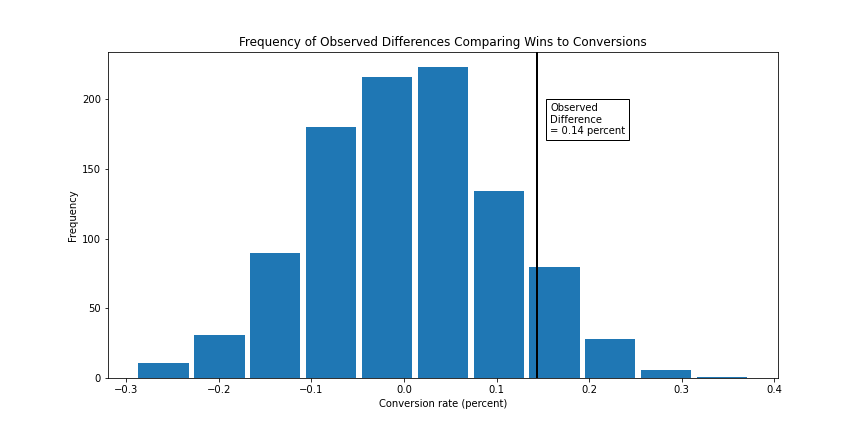 Frequency of Observed Differences Comparing Wins to Conversions
Observed
Difference
= 0.14 percent
Frequency
200
150
100
50
0
−0.3
−0.2
−0.1
0.0
0.1
0.2
0.3
0.4
Conversion rate (percent)